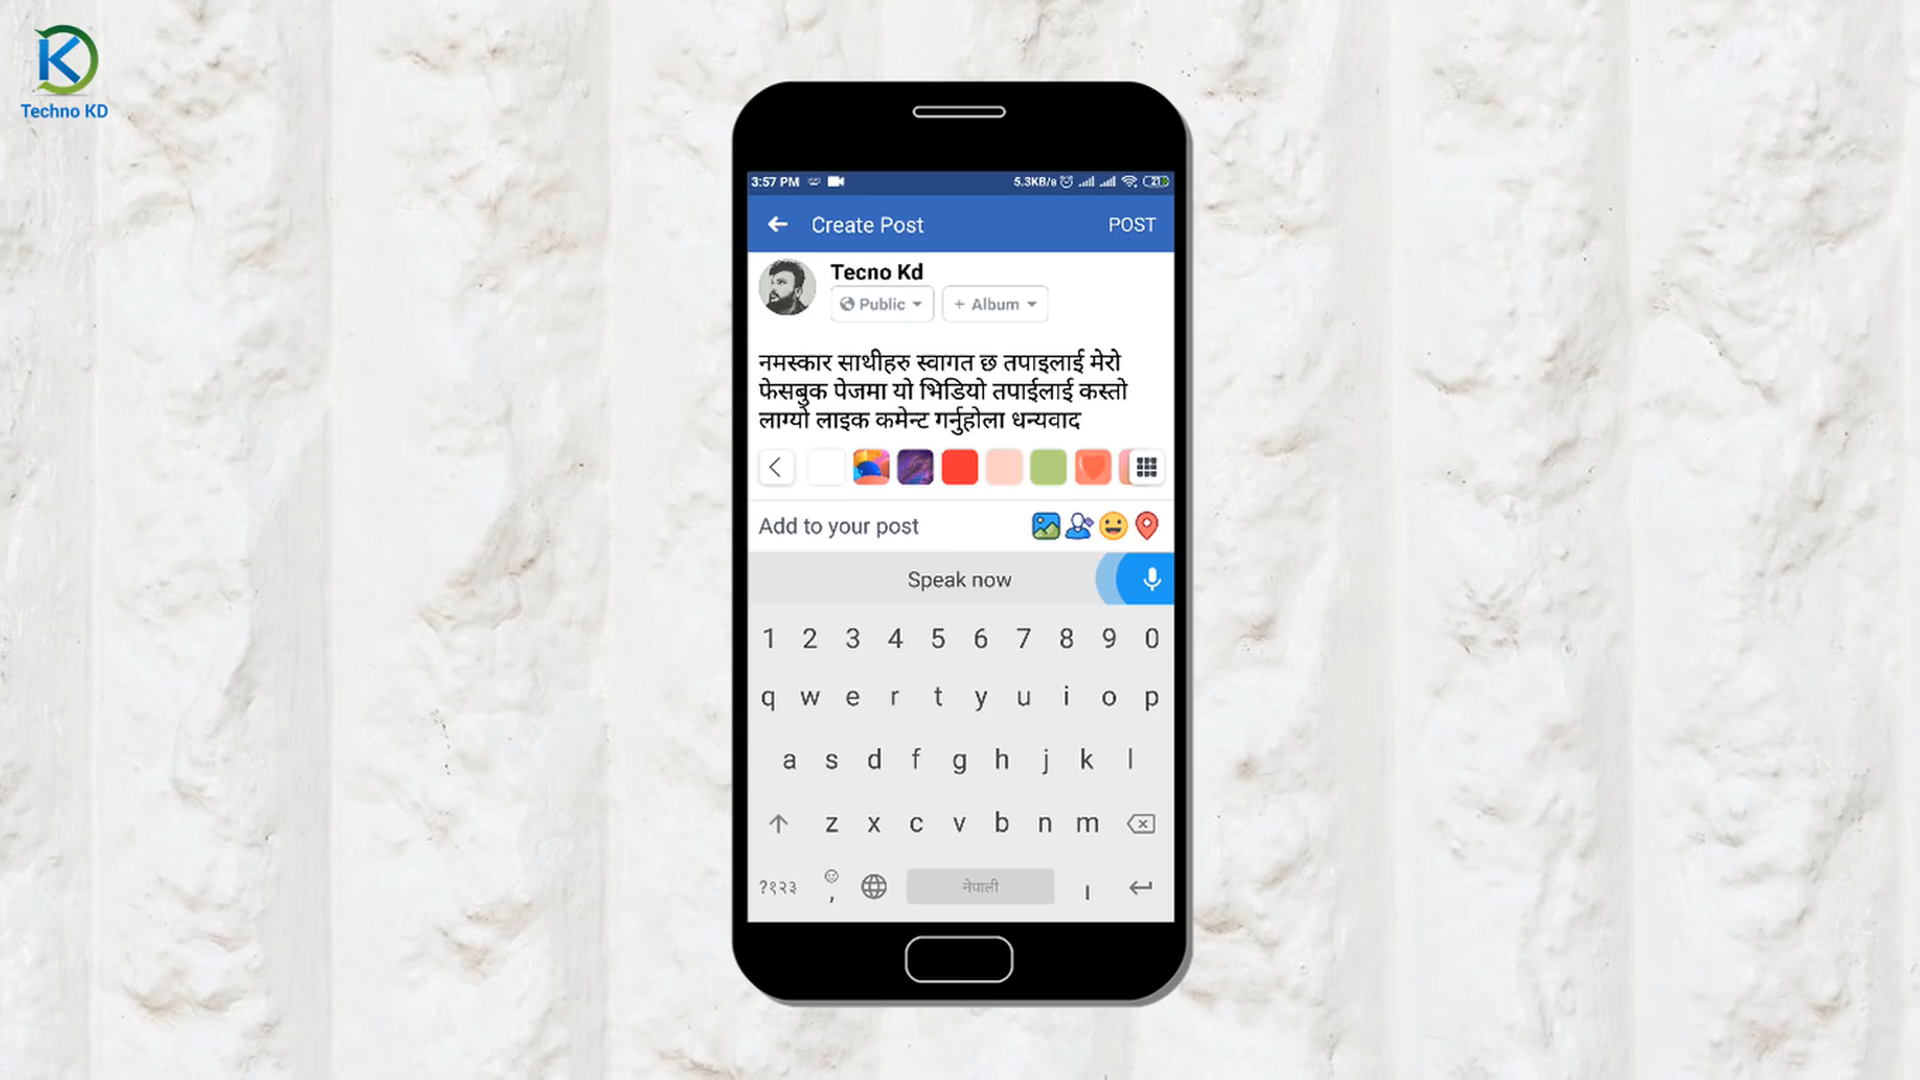 Techno KD
3:57 PM 5.3KB/s 21
Create Post POST
Tecno Kd
Public + Album
नमस्कार साथीहरु स्वागत छ तपाइलाई मेरो
फेसबुक पेजमा यो भिडियो तपाईलाई कस्तो
लाग्यो लाइक कमेन्ट गर्नुहोला धन्यवाद
Add to your post
Speak now
1 2 3 4 5 6 7 8 9 0
q w e r t y u i o p
a s d f g h j k l
z x c v b n m
?१२३ , नेपाली ।